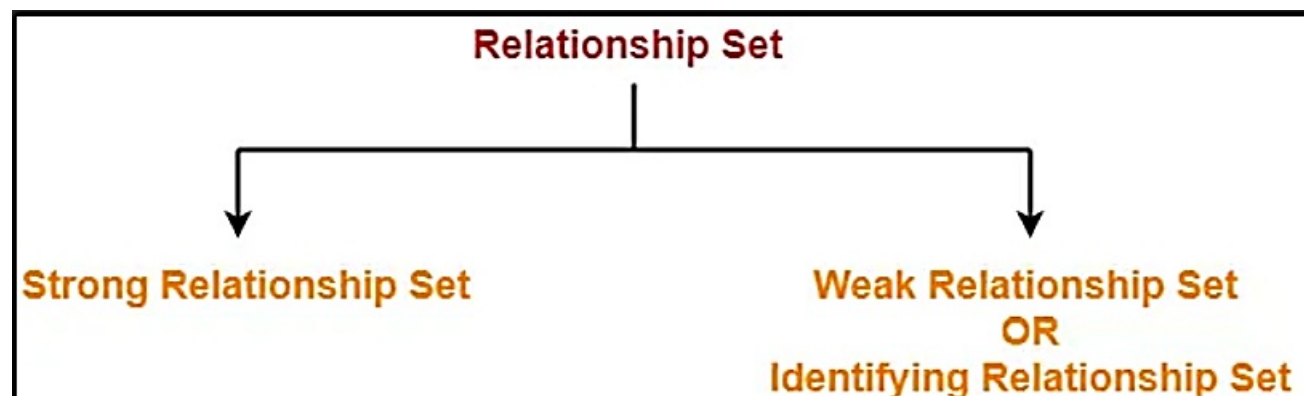 Relationship Set
Strong Relationship Set
Weak Relationship Set
OR
Identifying Relationship Set